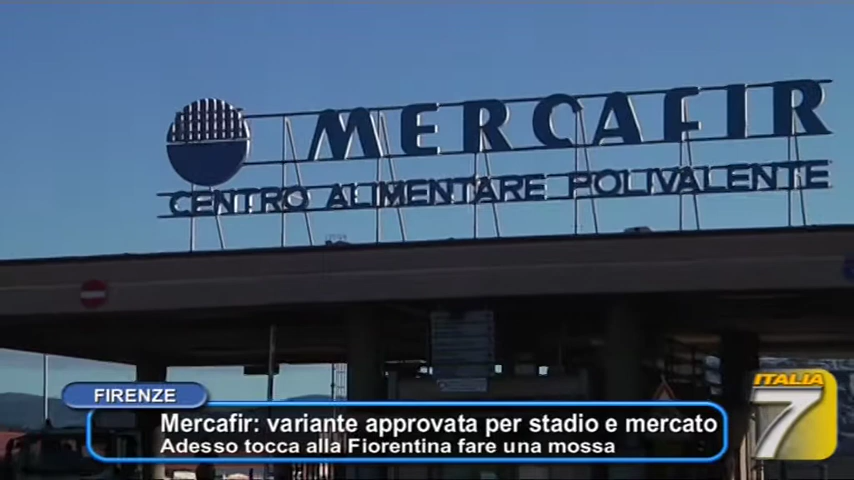 MERCAFIR
CENTRO ALIMENTARE POLIVALENTE
FIRENZE
Mercafir: variante approvata per stadio e mercato
Adesso tocca alla Fiorentina fare una mossa
ITALIA
7